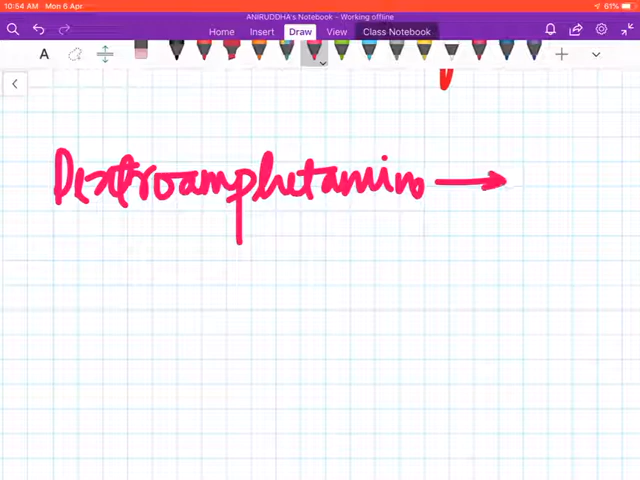 10:54 AM Mon 6 Apr 61%
ANIRUDDHA's Notebook – Working offline
Home Insert Draw View Class Notebook
A
Dextroamphetamine →